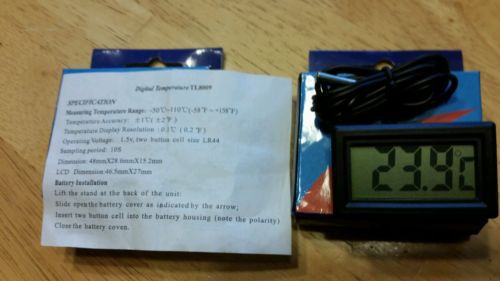 Digital Temperature TL8009
SPECIFICATION
Measuring Temperature Range: -50℃~110℃(-58℉~+158℉)
Temperature Accuracy: ±1℃(±2℉)
Temperature Display Resolution : 0.1℃ (0.2℉)
Operating Voltage: 1.5v, two button cell size LR44
Sampling period: 10S
Dimension: 48mmX28.6mmX15.2mm
LCD Dimension:46.5mmX27mm
Battery Installation
Lift the stand at the back of the unit:
Slide open the battery cover as indicated by the arrow;
Insert two button cell into the battery housing (note the polarity)
Close the battery coven.
23.9℃